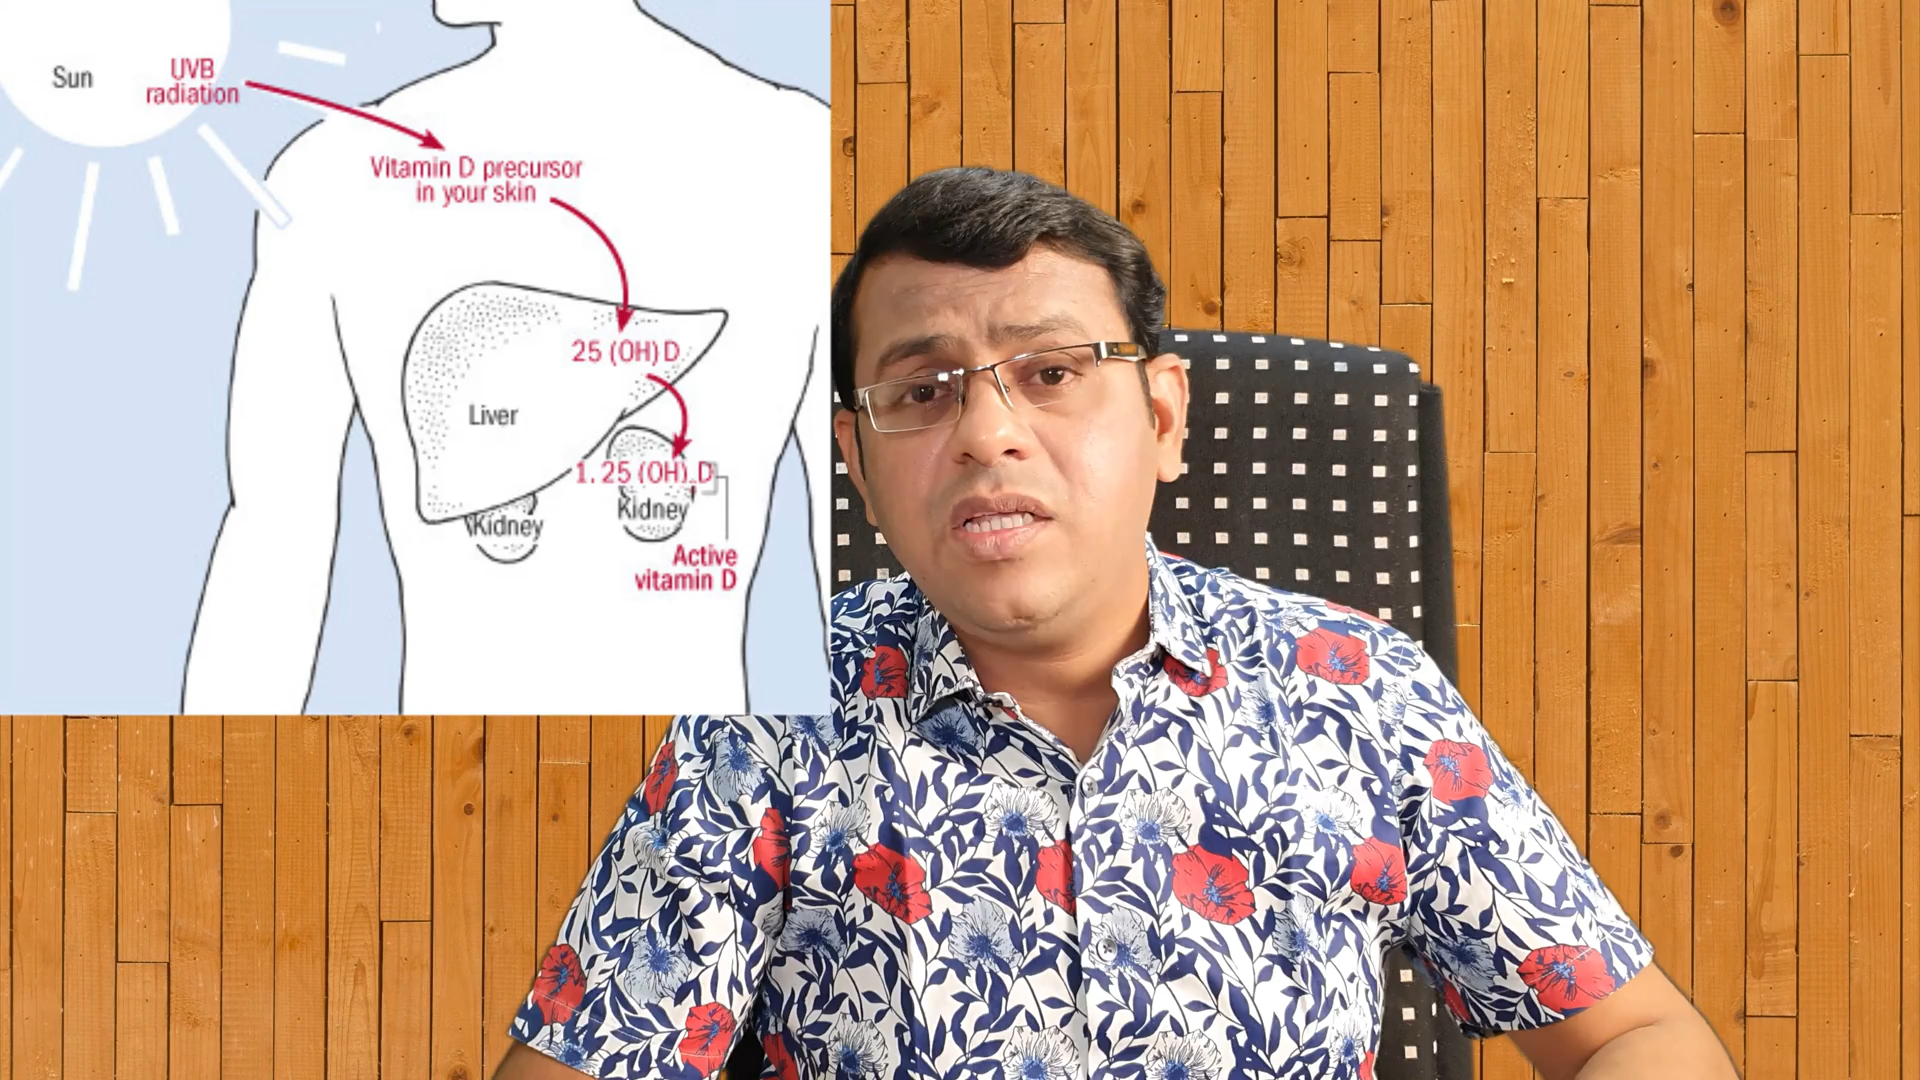 Sun
UVB
radiation
Vitamin D precursor
in your skin
25 (OH) D
Liver
1. 25 (OH) D
Kidney
Kidney
Active
vitamin D